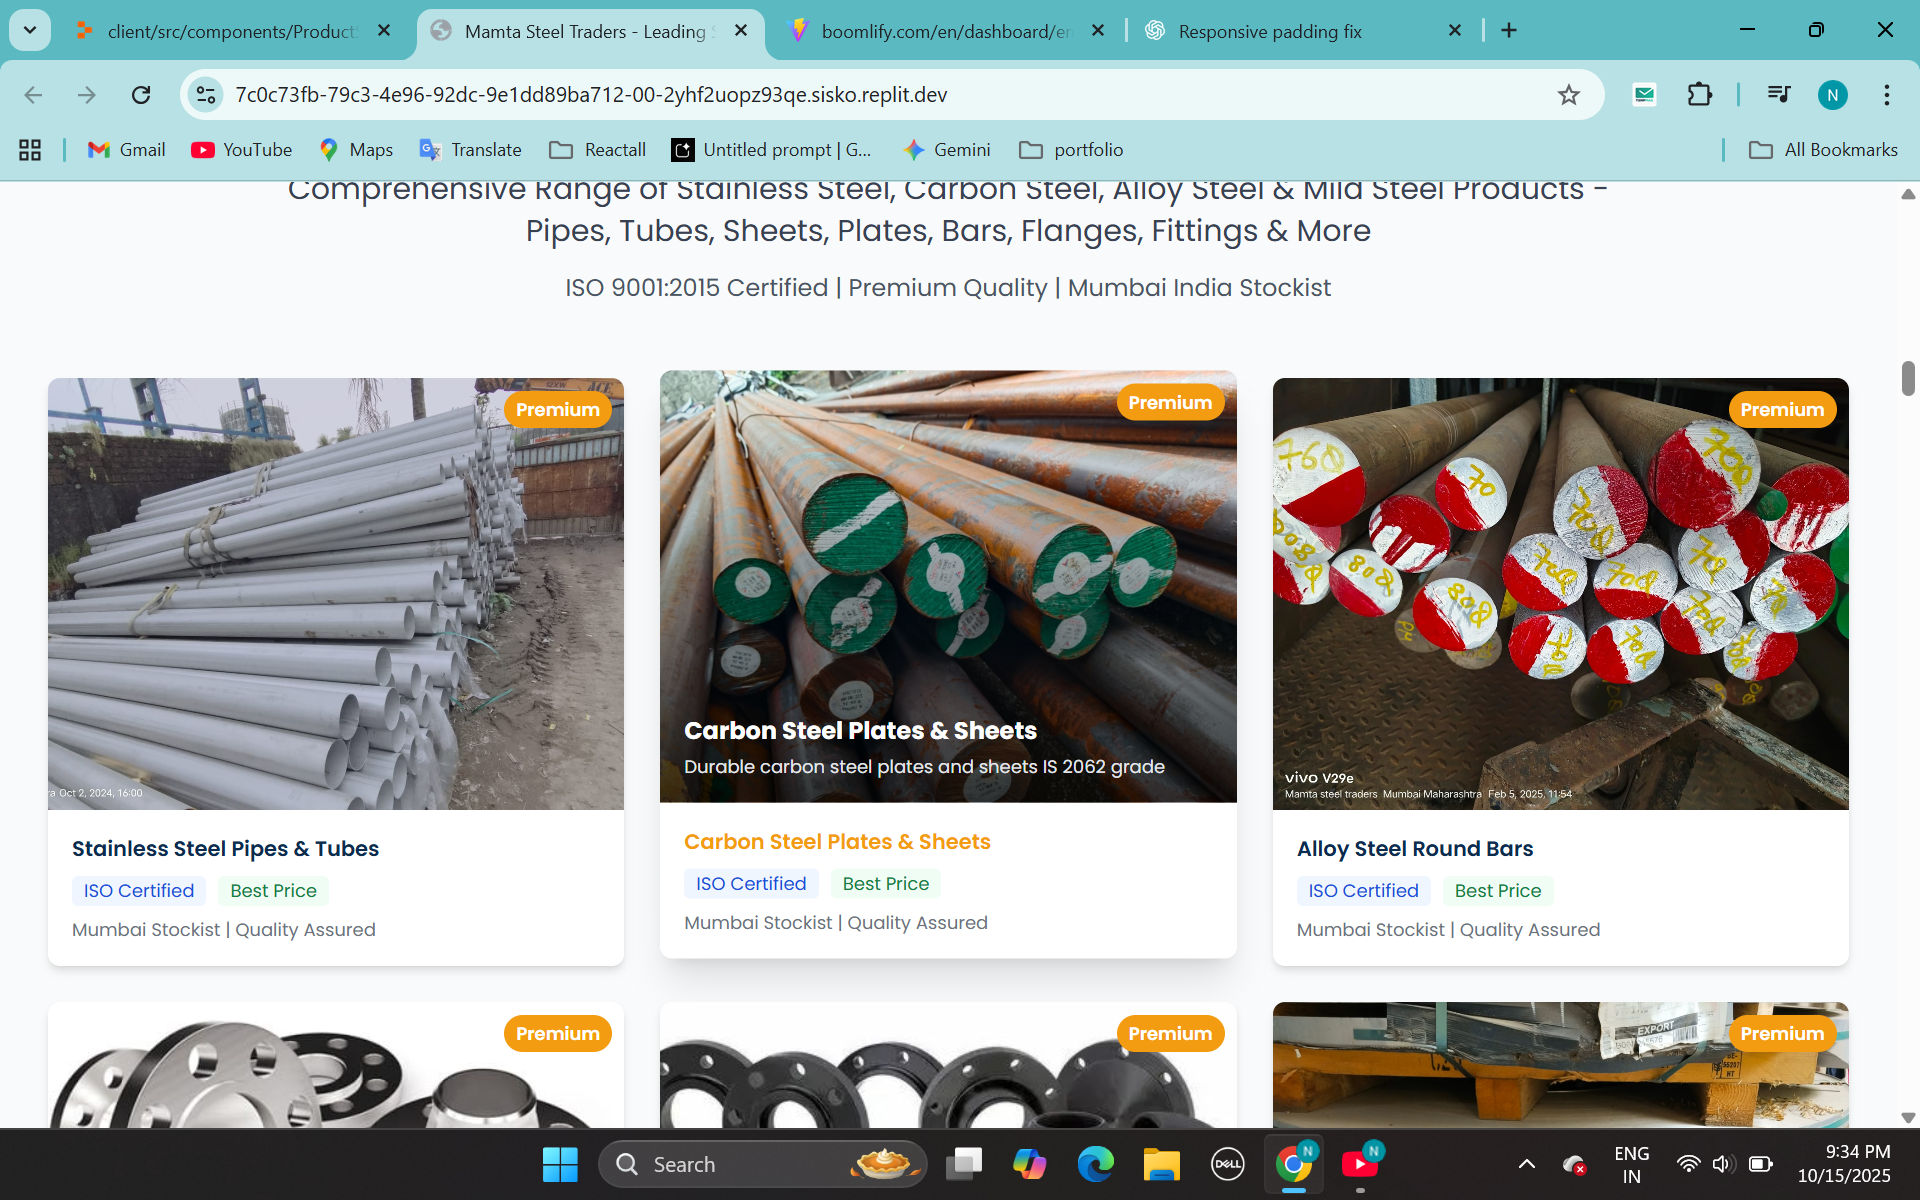 client/src/components/Product
Mamta Steel Traders - Leading S
boomlify.com/en/dashboard/en
Responsive padding fix
7c0c73fb-79c3-4e96-92dc-9e1dd89ba712-00-2yhf2uopz93qe.sisko.replit.dev
N
Gmail
YouTube
Maps
Translate
Reactall
Untitled prompt | G...
Gemini
portfolio
All Bookmarks
Comprehensive Range of Stainless Steel, Carbon Steel, Alloy Steel & Mild Steel Products -
Pipes, Tubes, Sheets, Plates, Bars, Flanges, Fittings & More
ISO 9001:2015 Certified | Premium Quality | Mumbai India Stockist
Premium
Oct 2, 2024, 16:00
Stainless Steel Pipes & Tubes
ISO Certified Best Price
Mumbai Stockist | Quality Assured
Premium
Carbon Steel Plates & Sheets
Durable carbon steel plates and sheets IS 2062 grade
Carbon Steel Plates & Sheets
ISO Certified Best Price
Mumbai Stockist | Quality Assured
Premium
vivo V29e
Mamta steel traders Mumbai Maharashtra Feb 5, 2025, 11:54
Alloy Steel Round Bars
ISO Certified Best Price
Mumbai Stockist | Quality Assured
Premium
Premium
Premium
EXPORT
Search
DELL
N
N
ENG
IN
9:34 PM
10/15/2025